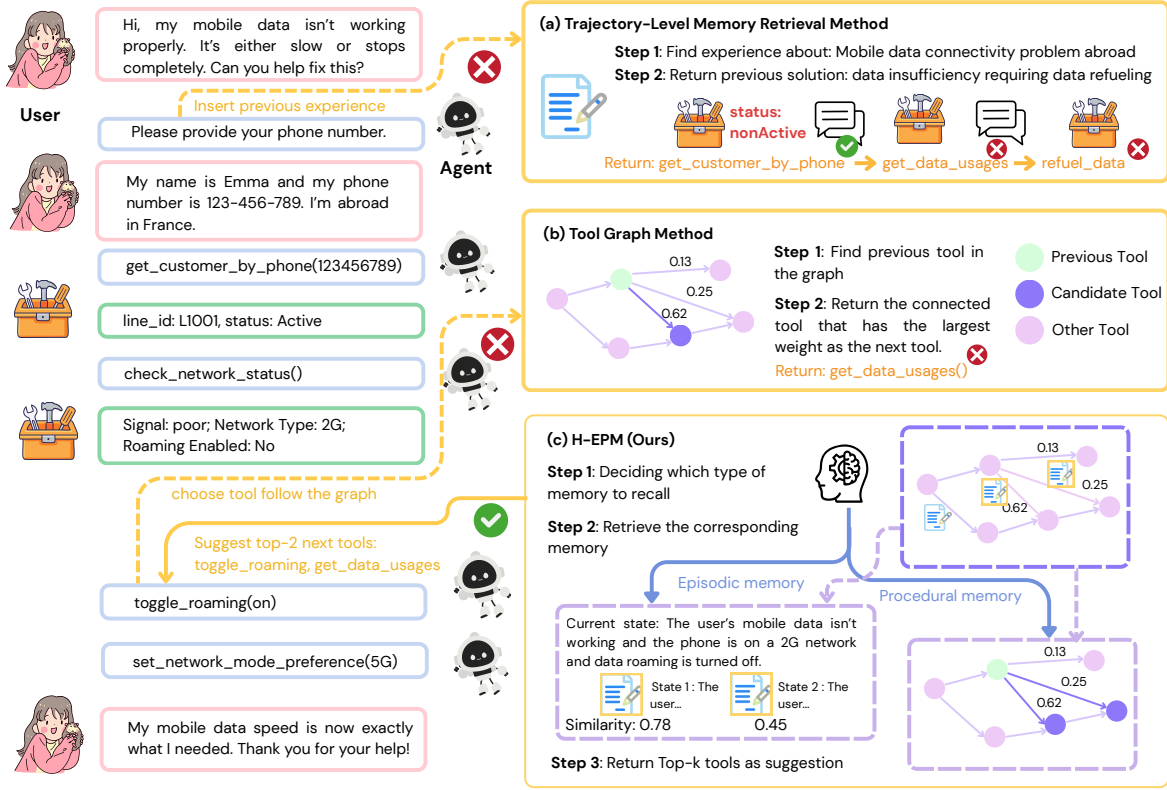 Hi, my mobile data isn't working
properly. It's either slow or stops
completely. Can you help fix this?
User
Insert previous experience
Please provide your phone number.
Agent
My name is Emma and my phone
number is 123-456-789. I'm abroad
in France.
get_customer_by_phone(123456789)
line_id: L1001, status: Active
check_network_status()
Signal: poor; Network Type: 2G;
Roaming Enabled: No
choose tool follow the graph
Suggest top-2 next tools:
toggle_roaming, get_data_usages
toggle_roaming(on)
set_network_mode_preference(5G)
My mobile data speed is now exactly
what I needed. Thank you for your help!
(a) Trajectory-Level Memory Retrieval Method
Step 1: Find experience about: Mobile data connectivity problem abroad
Step 2: Return previous solution: data insufficiency requiring data refueling
status:
nonActive
Return: get_customer_by_phone get_data_usages refuel_data
(b) Tool Graph Method
0.13
0.25
0.62
Step 1: Find previous tool in
the graph
Step 2: Return the connected
tool that has the largest
weight as the next tool.
Return: get_data_usages()
Previous Tool
Candidate Tool
Other Tool
(c) H-EPM (Ours)
Step 1: Deciding which type of
memory to recall
Step 2: Retrieve the corresponding
memory
0.13
0.25
0.62
Episodic memory
Procedural memory
Current state: The user's mobile data isn't
working and the phone is on a 2G network
and data roaming is turned off.
State 1 : The
user...
State 2 : The
user...
Similarity: 0.78
0.45
0.13
0.25
0.62
Step 3: Return Top-k tools as suggestion